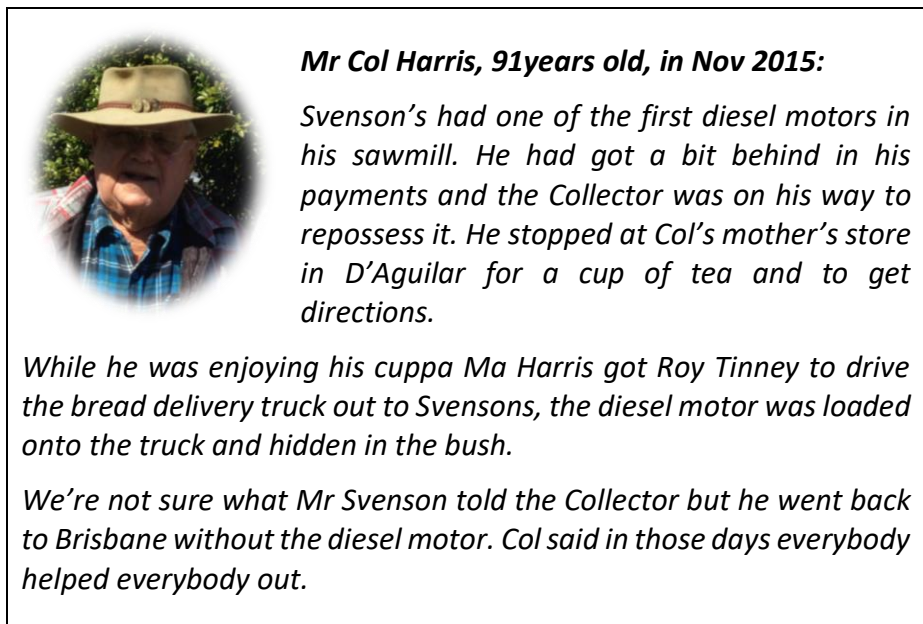 Mr Col Harris, 91years old, in Nov 2015:
Svenson’s had one of the first diesel motors in
his sawmill. He had got a bit behind in his
payments and the Collector was on his way to
repossess it. He stopped at Col’s mother’s store
in D’Aguilar for a cup of tea and to get
directions.
While he was enjoying his cuppa Ma Harris got Roy Tinney to drive
the bread delivery truck out to Svensons, the diesel motor was loaded
onto the truck and hidden in the bush.
We’re not sure what Mr Svenson told the Collector but he went back
to Brisbane without the diesel motor. Col said in those days everybody
helped everybody out.